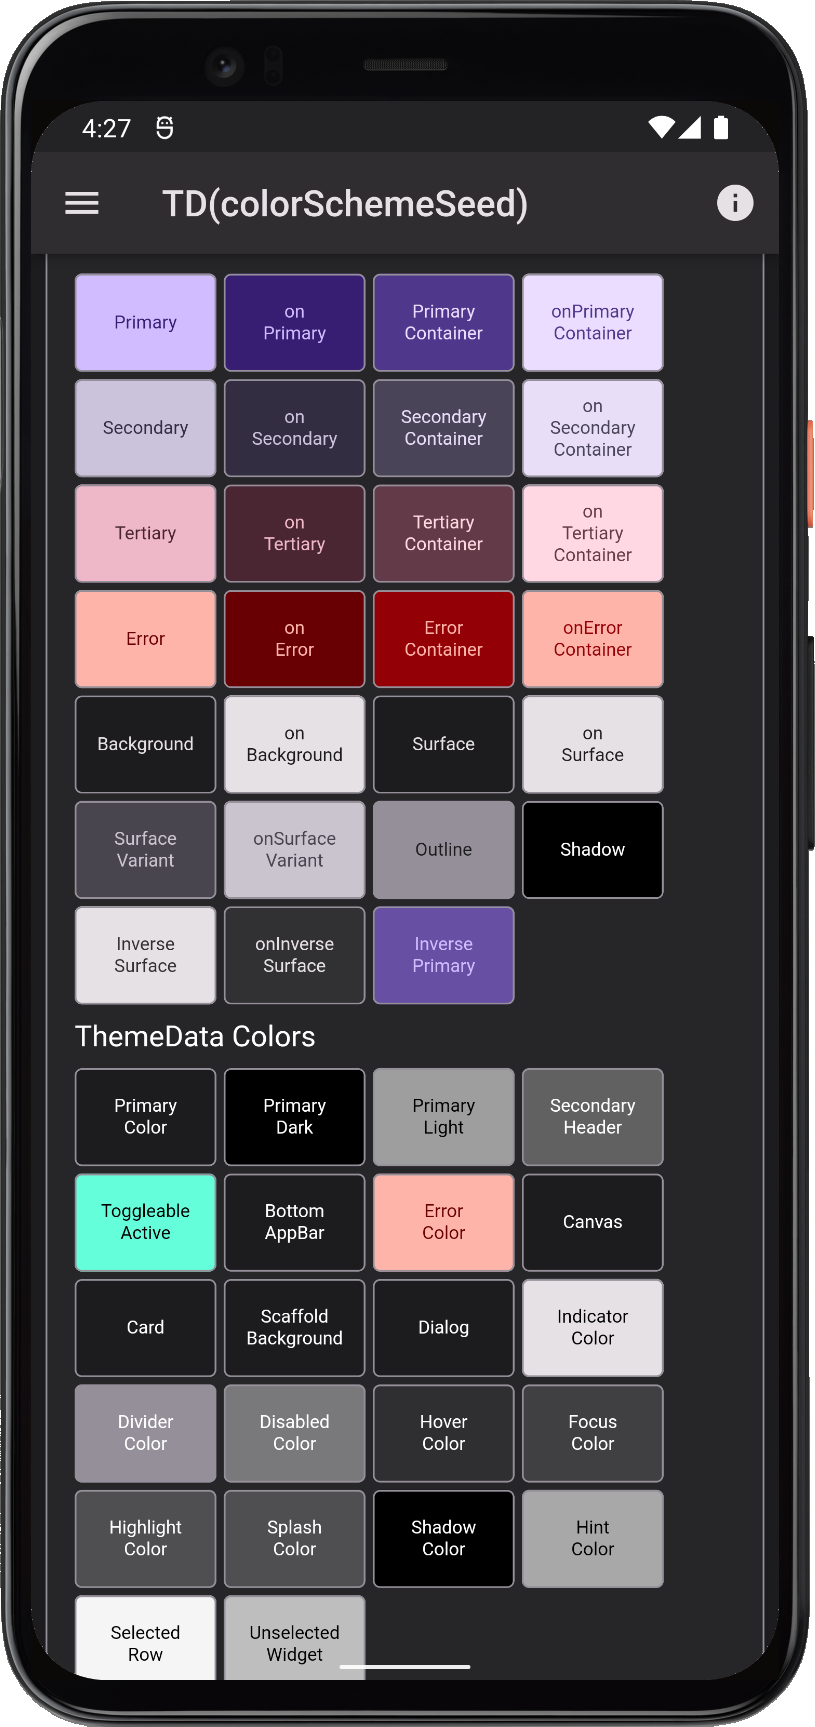 4:27
TD(colorSchemeSeed)
Primary
on
Primary
Primary
Container
onPrimary
Container
Secondary
on
Secondary
Secondary
Container
on
Secondary
Container
Tertiary
on
Tertiary
Tertiary
Container
on
Tertiary
Container
Error
on
Error
Error
Container
onError
Container
Background
on
Background
Surface
on
Surface
Surface
Variant
onSurface
Variant
Outline
Shadow
Inverse
Surface
onInverse
Surface
Inverse
Primary
ThemeData Colors
Primary
Color
Primary
Dark
Primary
Light
Secondary
Header
Toggleable
Active
Bottom
AppBar
Error
Color
Canvas
Card
Scaffold
Background
Dialog
Indicator
Color
Divider
Color
Disabled
Color
Hover
Color
Focus
Color
Highlight
Color
Splash
Color
Shadow
Color
Hint
Color
Selected
Row
Unselected
Widget